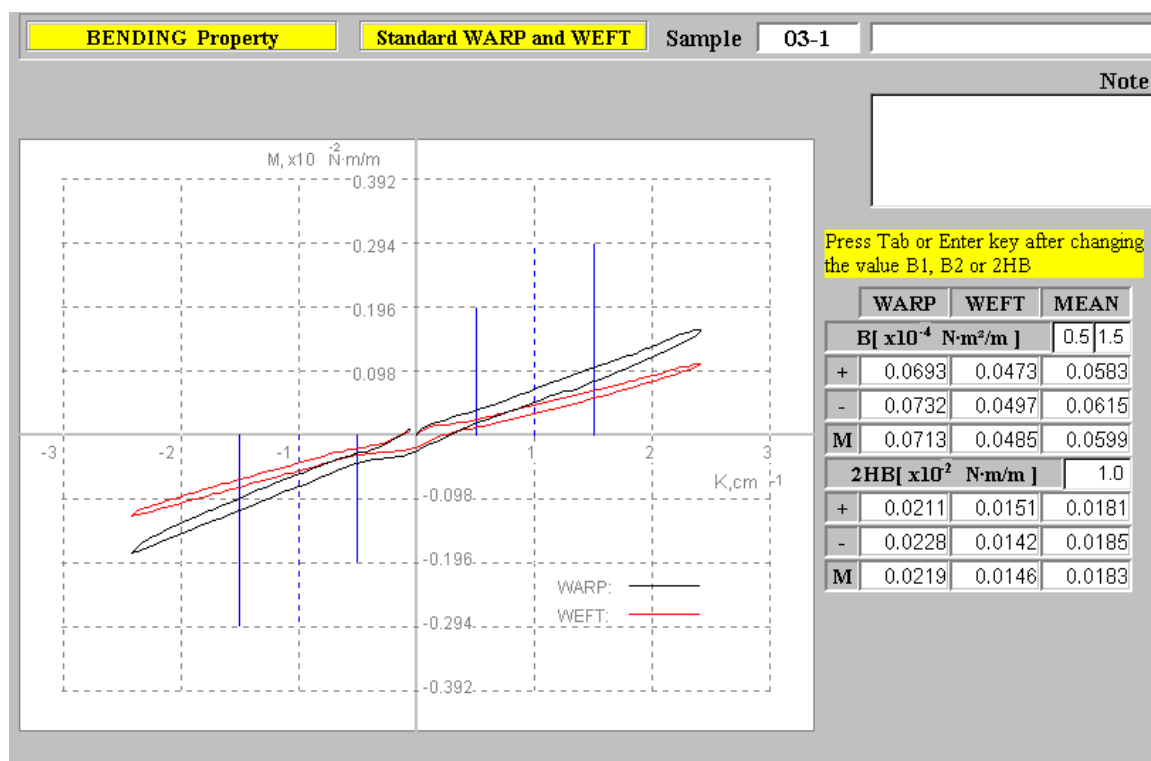 BENDING Property Standard WARP and WEFT Sample 03-1
Note
M, x10⁻² N·m/m
0.392
0.294
0.196
0.098
-3 -2 -1 1 2 3
K,cm⁻¹
-0.098
-0.196
-0.294
-0.392
WARP:
WEFT:
Press Tab or Enter key after changing
the value B1, B2 or 2HB
WARP WEFT MEAN
B[ x10⁻⁴ N·m²/m ] 0.5 1.5
+ 0.0693 0.0473 0.0583
- 0.0732 0.0497 0.0615
M 0.0713 0.0485 0.0599
2HB[ x10⁻² N·m/m ] 1.0
+ 0.0211 0.0151 0.0181
- 0.0228 0.0142 0.0185
M 0.0219 0.0146 0.0183